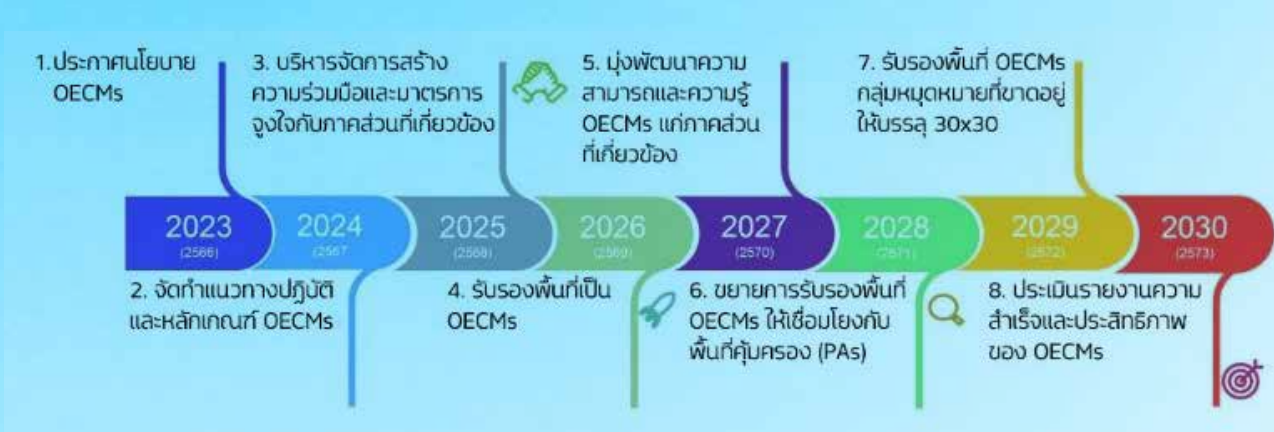 1.ประกาศนโยบาย
OECMs
3. บริหารจัดการสร้าง
ความร่วมมือและมาตรการ
จูงใจกับภาคส่วนที่เกี่ยวข้อง
5. มุ่งพัฒนาความ
สามารถและความรู้
OECMs แก่ภาคส่วน
ที่เกี่ยวข้อง
7. รับรองพื้นที่ OECMs
กลุ่มหมุดหมายที่ขาดอยู่
ให้บรรลุ 30x30
2023
(2566)
2024
(2567
2025
(2568)
2026
(2569)
2027
(2570)
2028
(2571)
2029
(2572)
2030
(2573)
2. จัดทำแนวทางปฏิบัติ
และหลักเกณฑ์ OECMs
4. รับรองพื้นที่เป็น
OECMs
6. ขยายการรับรองพื้นที่
OECMs ให้เชื่อมโยงกับ
พื้นที่คุ้มครอง (PAs)
8. ประเมินรายงานความ
สำเร็จและประสิทธิภาพ
ของ OECMs